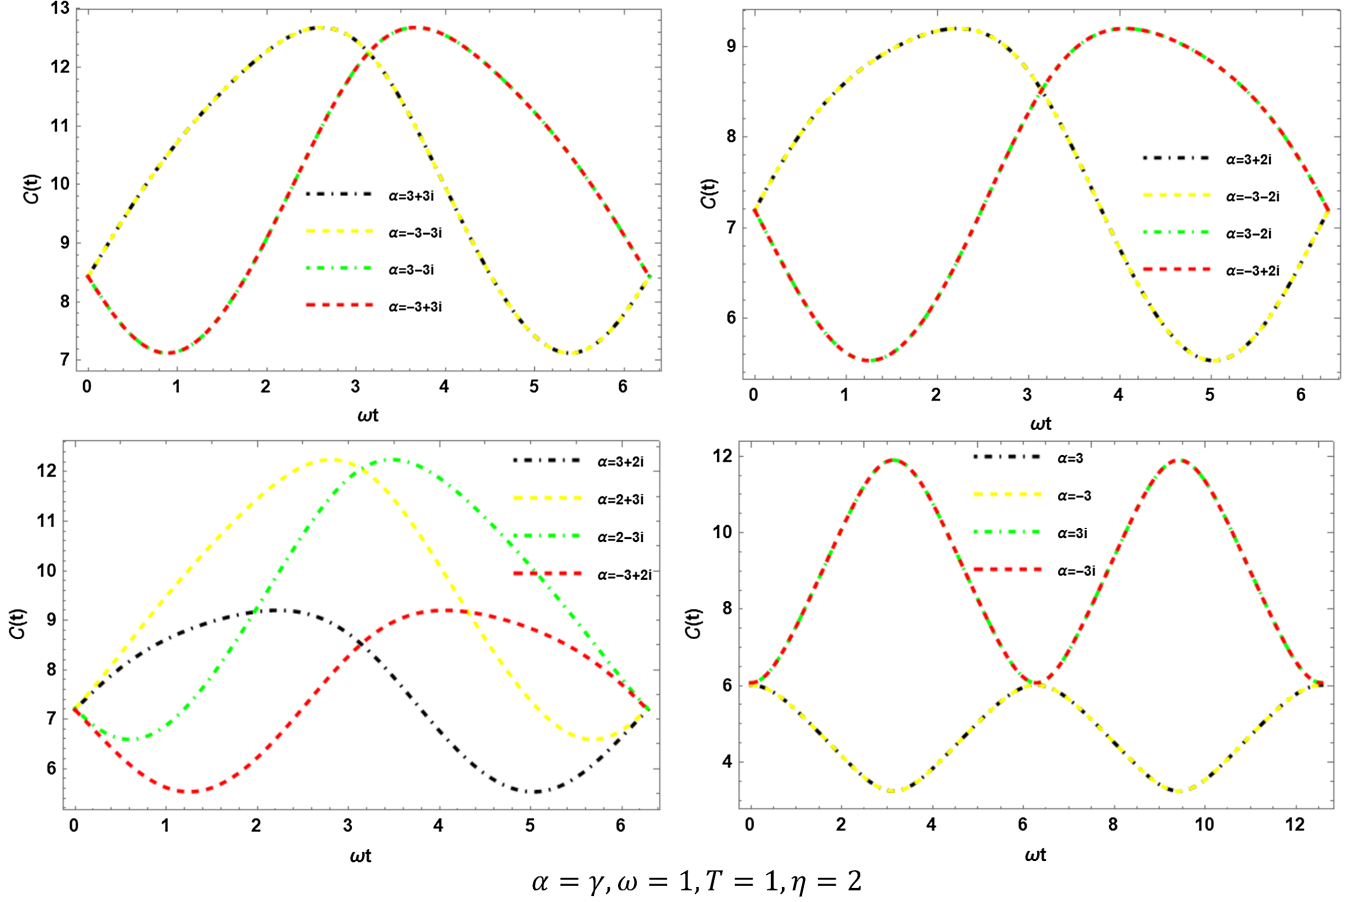 13
12
11
10
9
8
7
C(t)
α=3+3i
α=−3−3i
α=3−3i
α=−3+3i
0 1 2 3 4 5 6
ωt
9
8
7
6
C(t)
α=3+2i
α=−3−2i
α=3−2i
α=−3+2i
0 1 2 3 4 5 6
ωt
12
11
10
9
8
7
6
C(t)
α=3+2i
α=2+3i
α=2−3i
α=−3+2i
0 1 2 3 4 5 6
ωt
12
10
8
6
4
C(t)
α=3
α=−3
α=3i
α=−3i
0 2 4 6 8 10 12
ωt
α = γ, ω = 1, T = 1, η = 2